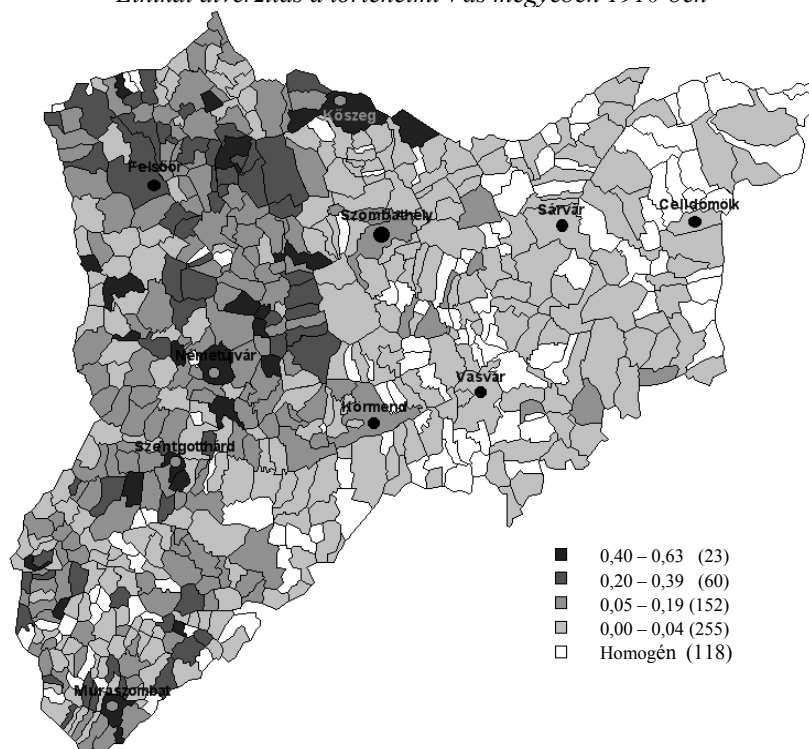 Etnikai diverzitás a történelmi Vas megyében 1910-ben
Kőszeg
Felsőőr
Szombathely
Sárvár
Celldömölk
Németújvár
Vasvár
Körmend
Szentgotthárd
0,40 – 0,63 (23)
0,20 – 0,39 (60)
0,05 – 0,19 (152)
0,00 – 0,04 (255)
Homogén (118)
Muraszombat